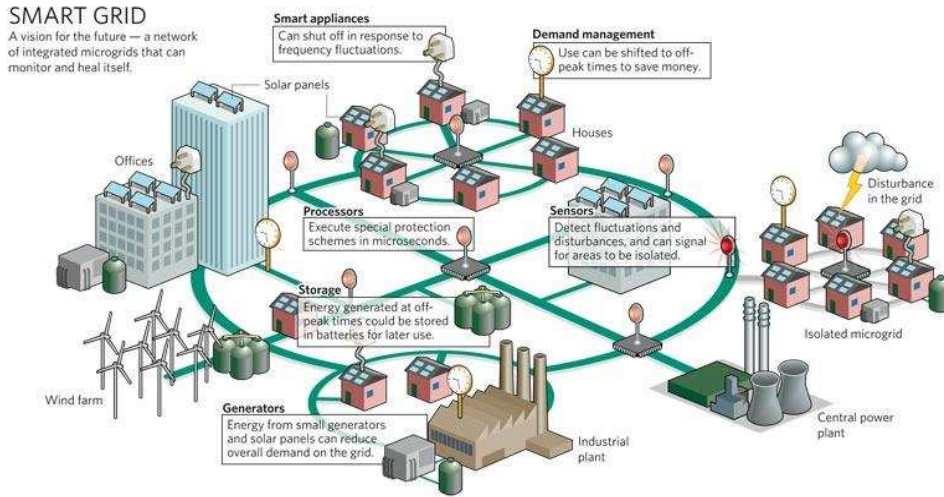 SMART GRID
A vision for the future — a network
of integrated microgrids that can
monitor and heal itself.
Smart appliances
Can shut off in response to
frequency fluctuations.
Demand management
Use can be shifted to off-
peak times to save money.
Solar panels
Houses
Offices
Disturbance
in the grid
Processors
Execute special protection
schemes in microseconds.
Sensors
Detect fluctuations and
disturbances, and can signal
for areas to be isolated.
Storage
Energy generated at off-
peak times could be stored
in batteries for later use.
Isolated microgrid
Wind farm
Generators
Energy from small generators
and solar panels can reduce
overall demand on the grid.
Industrial
plant
Central power
plant